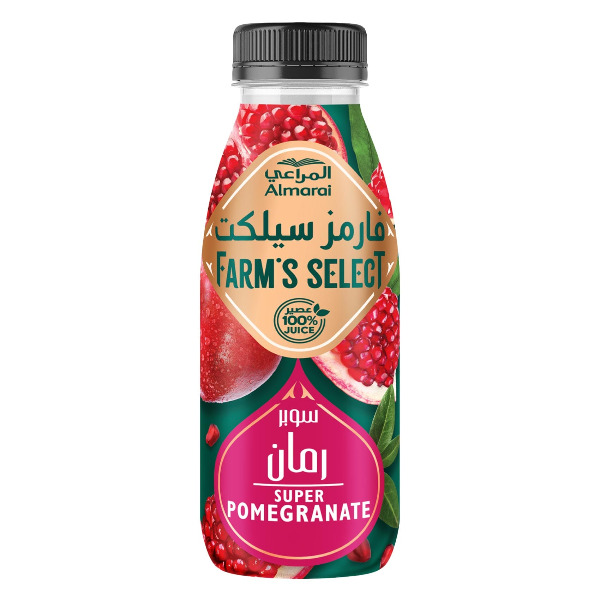 المراعي
Almarai
فارمز سيلكت
FARM'S SELECT
عصير
100%
JUICE
سوبر
رمان
SUPER
POMEGRANATE